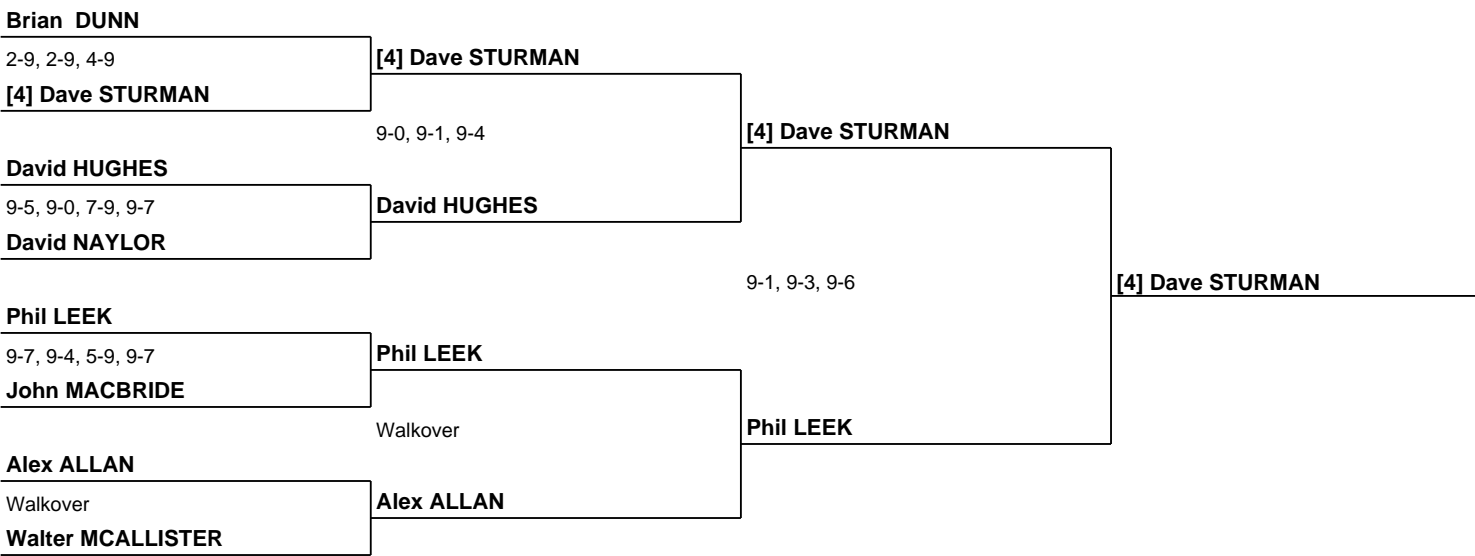 Brian  DUNN
2-9, 2-9, 4-9
[4] Dave STURMAN
[4] Dave STURMAN
9-0, 9-1, 9-4
[4] Dave STURMAN
David HUGHES
9-5, 9-0, 7-9, 9-7
David HUGHES
David NAYLOR
9-1, 9-3, 9-6
[4] Dave STURMAN
Phil LEEK
9-7, 9-4, 5-9, 9-7
Phil LEEK
John MACBRIDE
Walkover
Phil LEEK
Alex ALLAN
Walkover
Alex ALLAN
Walter MCALLISTER